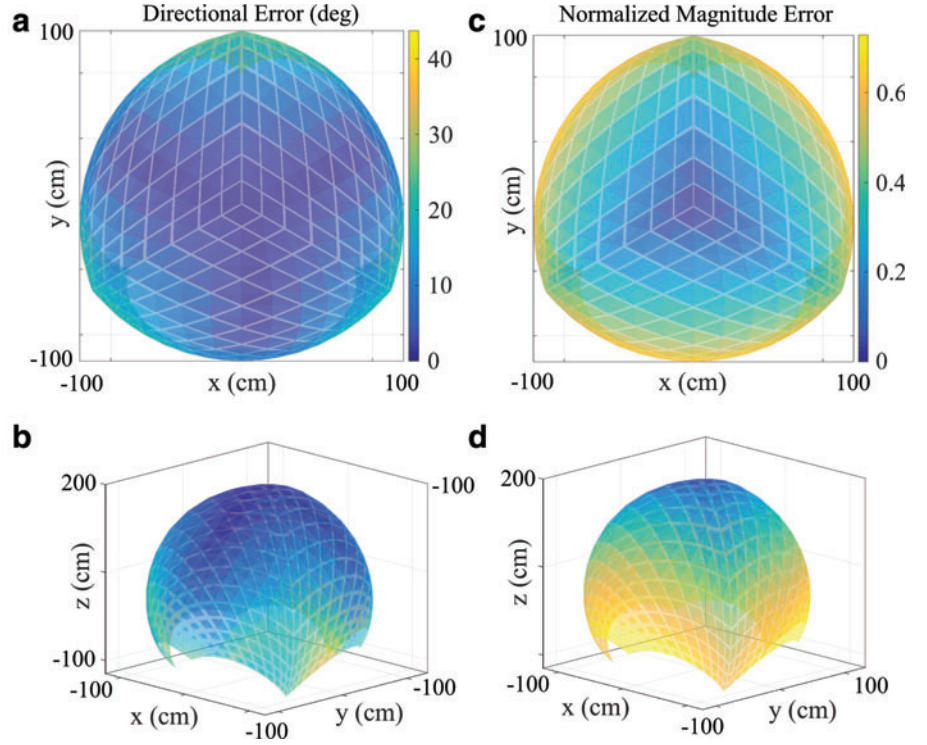 a
Directional Error (deg)
100
y (cm)
-100
-100
x (cm)
100
40
30
20
10
0
c
Normalized Magnitude Error
100
y (cm)
-100
x (cm)
100
0.6
0.4
0.2
0
b
200
z (cm)
-100
-100
x (cm)
-100
y (cm)
-100
-100
d
200
z (cm)
-100
x (cm)
-100
y (cm)
100